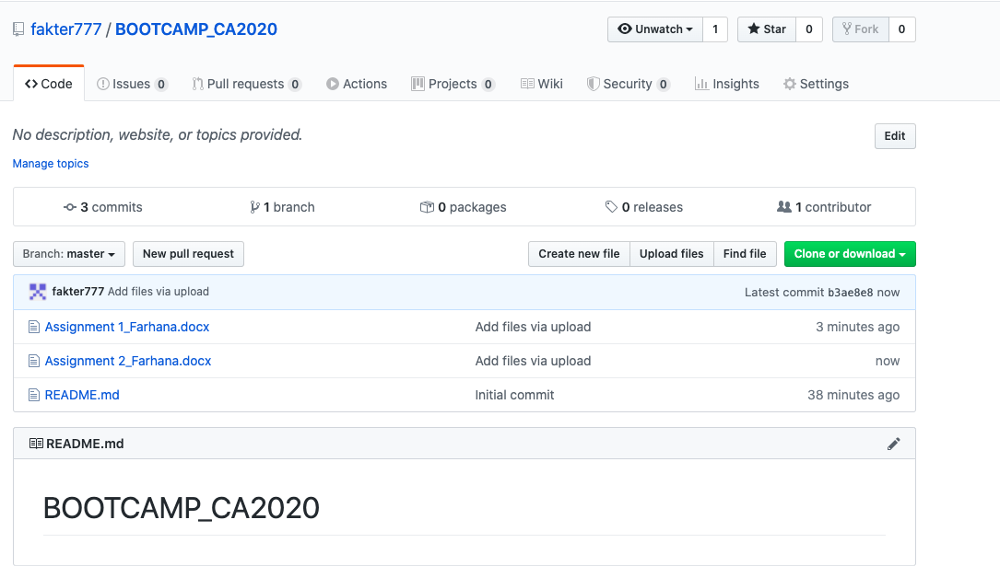 fakter777 / BOOTCAMP_CA2020 Unwatch 1 Star 0 Fork 0
Code Issues 0 Pull requests 0 Actions Projects 0 Wiki Security 0 Insights Settings
No description, website, or topics provided. Edit
Manage topics
3 commits 1 branch 0 packages 0 releases 1 contributor
Branch: master New pull request Create new file Upload files Find file Clone or download
fakter777 Add files via upload Latest commit b3ae8e8 now
Assignment 1_Farhana.docx Add files via upload 3 minutes ago
Assignment 2_Farhana.docx Add files via upload now
README.md Initial commit 38 minutes ago
README.md
BOOTCAMP_CA2020